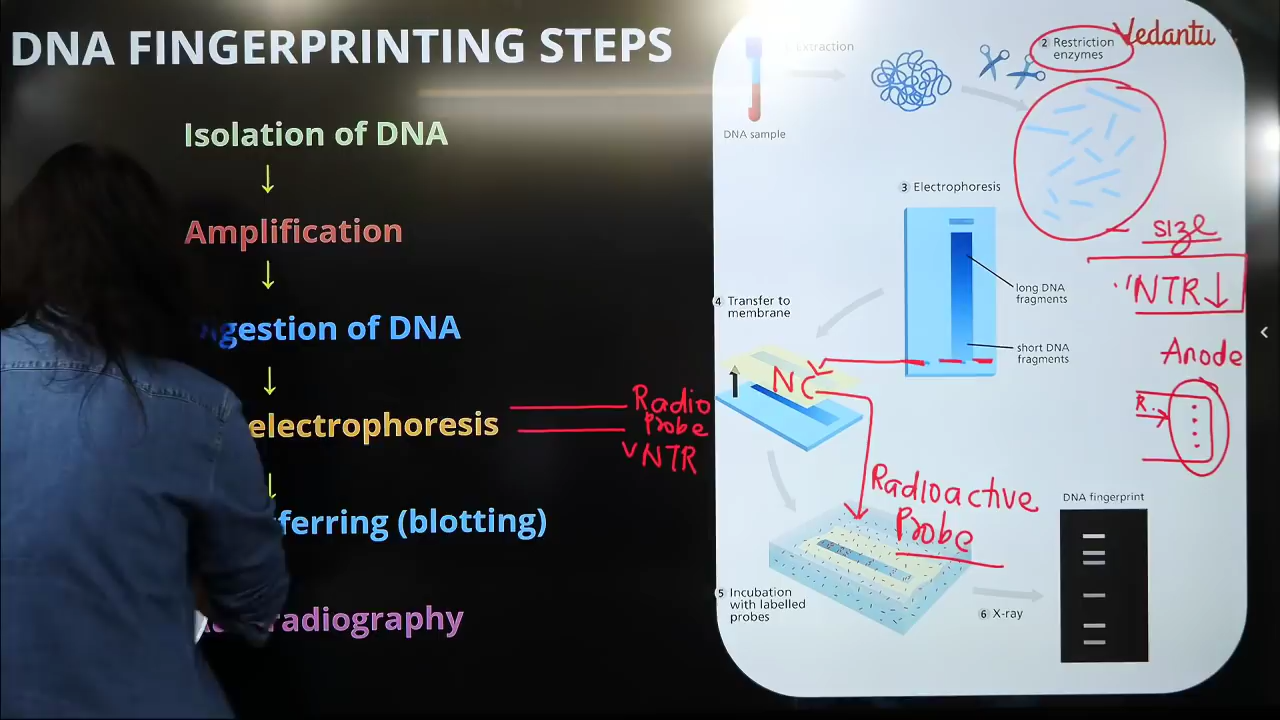 DNA FINGERPRINTING STEPS
Isolation of DNA
↓
Amplification
↓
gestion of DNA
↓
electrophoresis
↓
ferring (blotting)
radiography
Radio
Probe
VNTR
Vedantu
1 Extraction
DNA sample
2 Restriction
enzymes
3 Electrophoresis
size
VNTR↓
long DNA
fragments
short DNA
fragments
4 Transfer to
membrane
NC
Anode
R.
Radioactive
Probe
DNA fingerprint
5 Incubation
with labelled
probes
6 X-ray